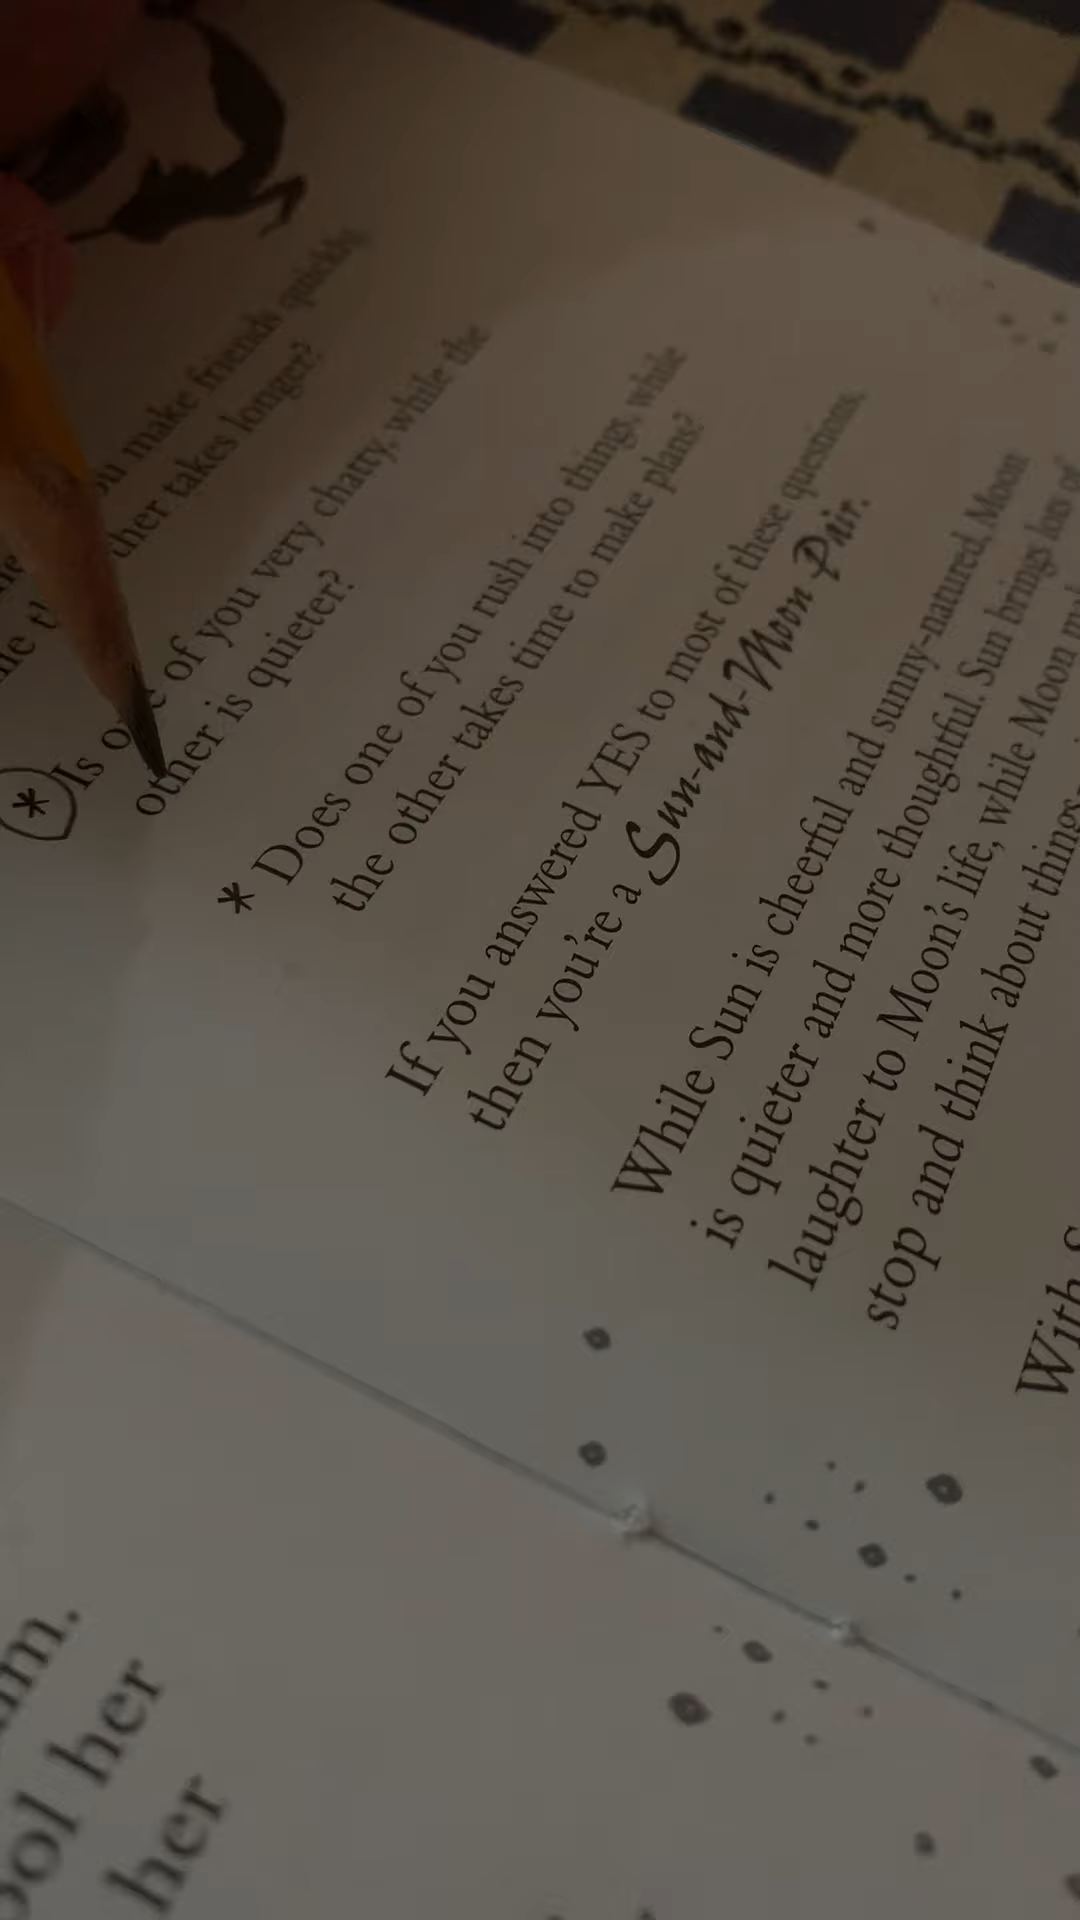 make friends quickly,
ther takes longer?
* Is one of you very chatty, while the
other is quieter?
* Does one of you rush into things, while
the other takes time to make plans?
If you answered YES to most of these questions,
then you're a Sun-and-Moon Pair.
While Sun is cheerful and sunny-natured, Moon
is quieter and more thoughtful. Sun brings lots of
laughter to Moon's life, while Moon
stop and think about things
With
her
her